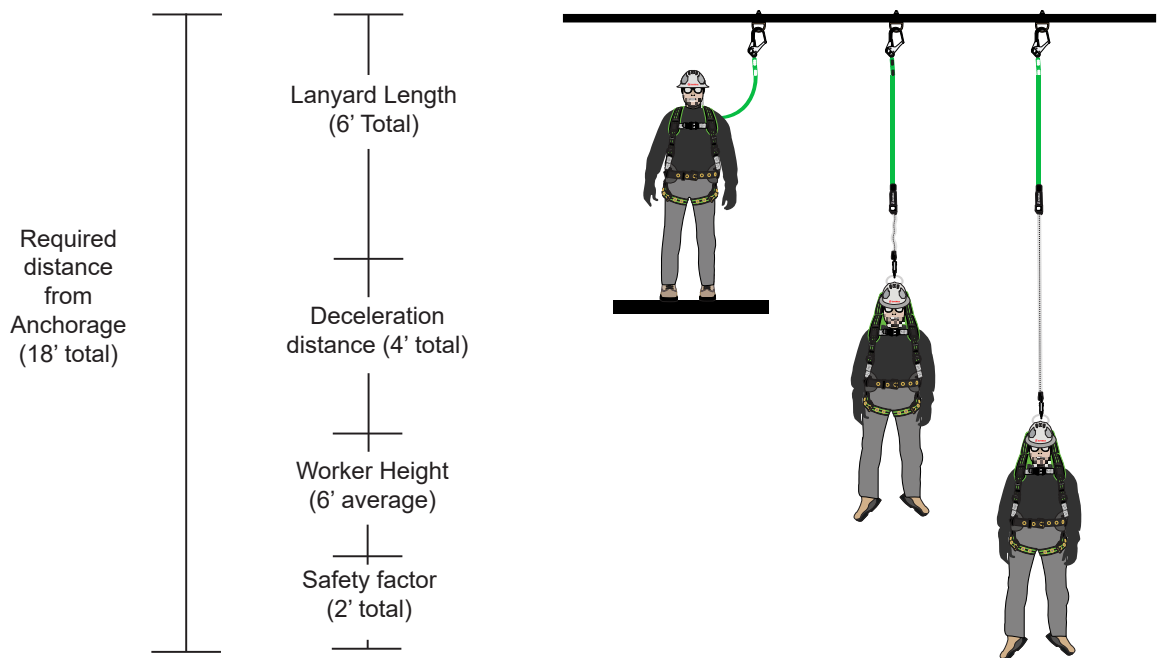 Required
distance
from
Anchorage
(18’ total)
Lanyard Length
(6’ Total)
Deceleration
distance (4’ total)
Worker Height
(6’ average)
Safety factor
(2’ total)